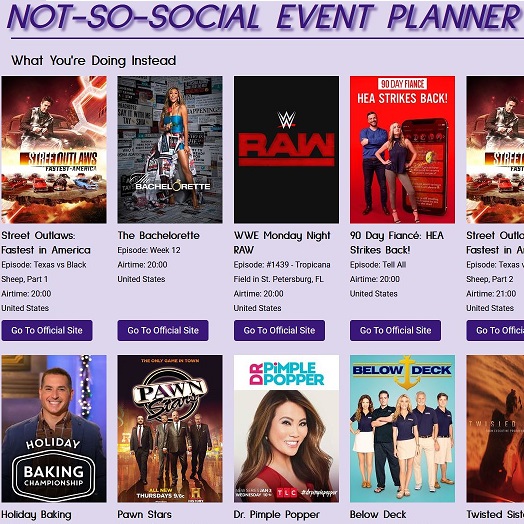 NOT-SO-SOCIAL EVENT PLANNER
What You're Doing Instead
STREET OUTLAWS
FASTEST-AMERICA
The
BACHELORETTE
W
RAW
90 DAY FIANCÉ
HEA STRIKES BACK!
STREETOUTL
FASTEST-AM
Street Outlaws:
Fastest in America
Episode: Texas vs Black
Sheep, Part 1
Airtime: 20:00
United States
Go To Official Site
The Bachelorette
Episode: Week 12
Airtime: 20:00
United States
Go To Official Site
WWE Monday Night
RAW
Episode: #1439 - Tropicana
Field in St. Petersburg, FL
Airtime: 20:00
United States
Go To Official Site
90 Day Fiancé: HEA
Strikes Back!
Episode: Tell All
Airtime: 20:00
United States
Go To Official Site
Street Outla
Fastest in A
Episode: Texas v
Sheep, Part 2
Airtime: 21:00
United States
Go To Offici
HOLIDAY
BAKING
CHAMPIONSHIP
Holiday Baking
THE ONLY GAME IN TOWN
PAWN
Stars
ALL NEW
THURSDAYS 9/8c
HISTORY
Pawn Stars
DR PIMPLE
POPPER
TLC
#drpimplepopper
Dr. Pimple Popper
BELOW DECK
Below Deck
TWISTED
Twisted Sist